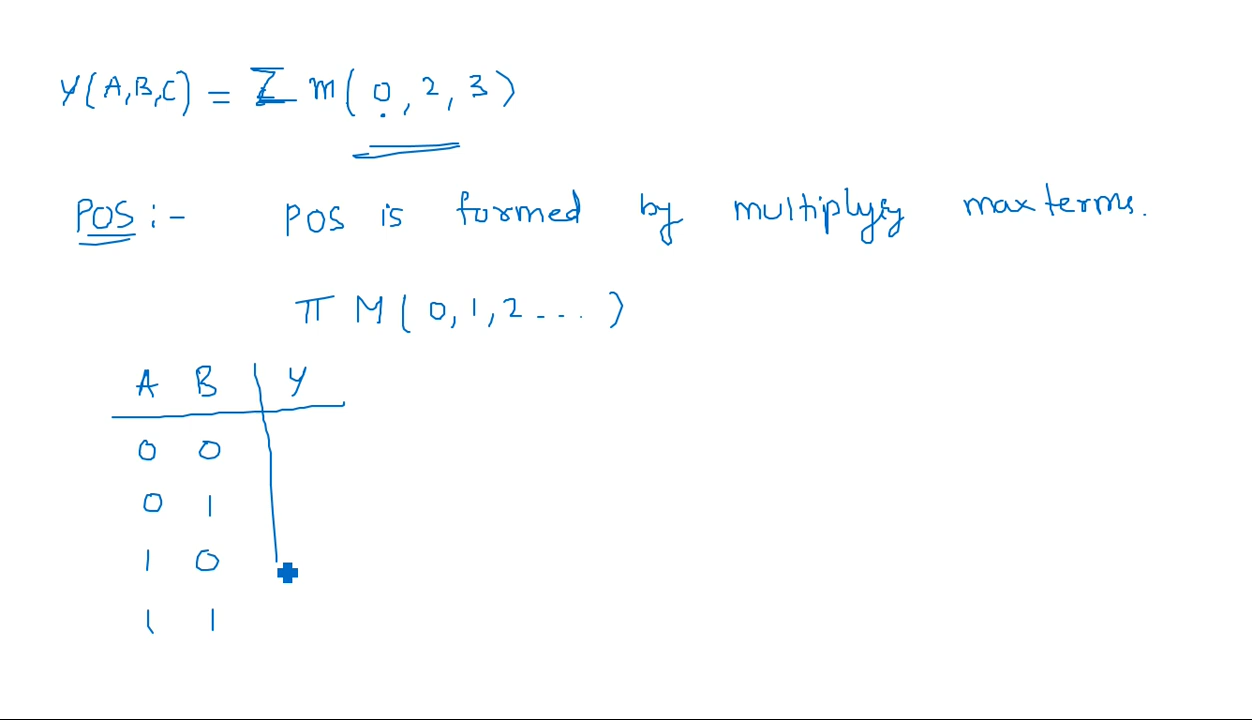 Y(A,B,C) = Σ m(0,2,3)
POS :- POS is formed by multiplyig maxterms.
π M(0,1,2...)
A B Y
0 0
0 1
1 0
1 1